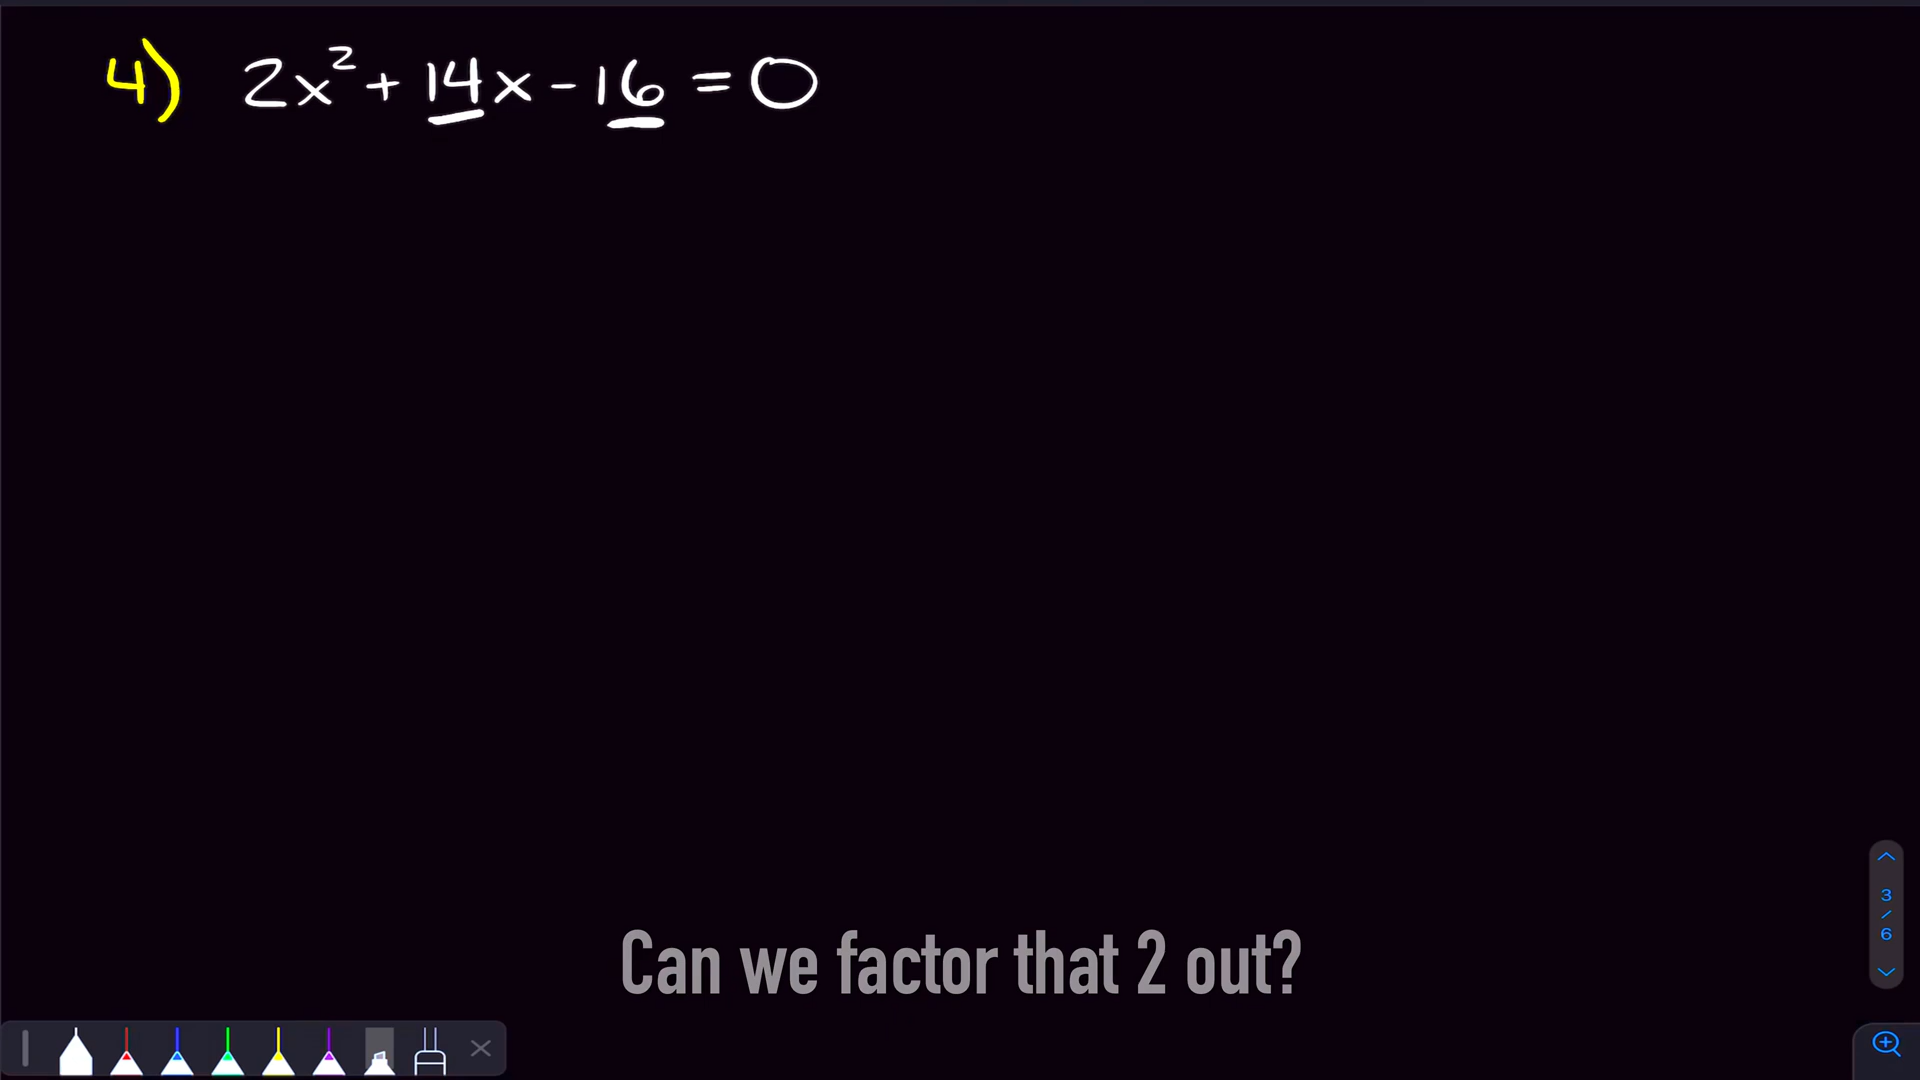 4) 2x² + 14x - 16 = 0
3
/
6
Can we factor that 2 out?